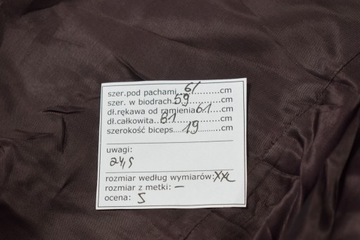 szer.pod pachami 61 cm
szer. w biodrach 59 cm
dł.rękawa od ramienia 61 cm
dł.całkowita 81 cm
szerokość biceps 19 cm
uwagi:
24,5
rozmiar według wymiarów: XXL
rozmiar z metki: —
ocena: 5